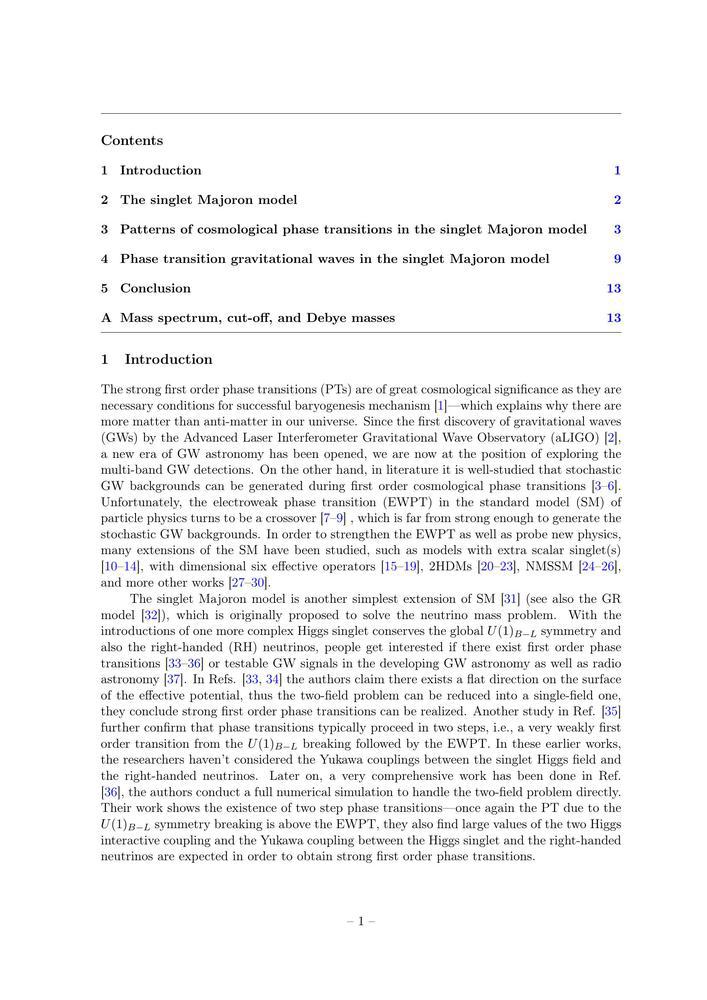 Contents
1 Introduction 1
2 The singlet Majoron model 2
3 Patterns of cosmological phase transitions in the singlet Majoron model 3
4 Phase transition gravitational waves in the singlet Majoron model 9
5 Conclusion 13
A Mass spectrum, cut-off, and Debye masses 13
1 Introduction
The strong first order phase transitions (PTs) are of great cosmological significance as they are
necessary conditions for successful baryogenesis mechanism [1]—which explains why there are
more matter than anti-matter in our universe. Since the first discovery of gravitational waves
(GWs) by the Advanced Laser Interferometer Gravitational Wave Observatory (aLIGO) [2],
a new era of GW astronomy has been opened, we are now at the position of exploring the
multi-band GW detections. On the other hand, in literature it is well-studied that stochastic
GW backgrounds can be generated during first order cosmological phase transitions [3–6].
Unfortunately, the electroweak phase transition (EWPT) in the standard model (SM) of
particle physics turns to be a crossover [7–9] , which is far from strong enough to generate the
stochastic GW backgrounds. In order to strengthen the EWPT as well as probe new physics,
many extensions of the SM have been studied, such as models with extra scalar singlet(s)
[10–14], with dimensional six effective operators [15–19], 2HDMs [20–23], NMSSM [24–26],
and more other works [27–30].
The singlet Majoron model is another simplest extension of SM [31] (see also the GR
model [32]), which is originally proposed to solve the neutrino mass problem. With the
introductions of one more complex Higgs singlet conserves the global U(1)B−L symmetry and
also the right-handed (RH) neutrinos, people get interested if there exist first order phase
transitions [33–36] or testable GW signals in the developing GW astronomy as well as radio
astronomy [37]. In Refs. [33, 34] the authors claim there exists a flat direction on the surface
of the effective potential, thus the two-field problem can be reduced into a single-field one,
they conclude strong first order phase transitions can be realized. Another study in Ref. [35]
further confirm that phase transitions typically proceed in two steps, i.e., a very weakly first
order transition from the U(1)B−L breaking followed by the EWPT. In these earlier works,
the researchers haven't considered the Yukawa couplings between the singlet Higgs field and
the right-handed neutrinos. Later on, a very comprehensive work has been done in Ref.
[36], the authors conduct a full numerical simulation to handle the two-field problem directly.
Their work shows the existence of two step phase transitions—once again the PT due to the
U(1)B−L symmetry breaking is above the EWPT, they also find large values of the two Higgs
interactive coupling and the Yukawa coupling between the Higgs singlet and the right-handed
neutrinos are expected in order to obtain strong first order phase transitions.
– 1 –